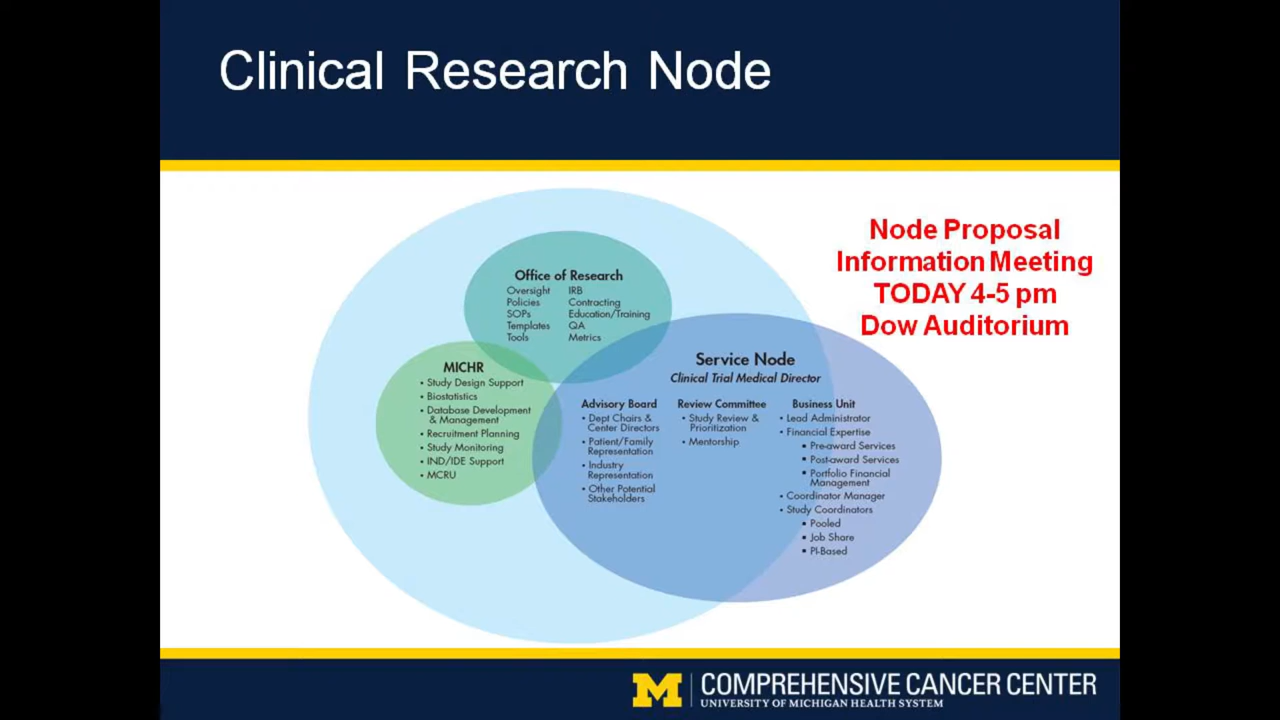 Clinical Research Node
Node Proposal
Information Meeting
TODAY 4-5 pm
Dow Auditorium
Office of Research
Oversight IRB
Policies Contracting
SOPs Education/Training
Templates QA
Tools Metrics
MICHR
• Study Design Support
• Biostatistics
• Database Development
& Management
• Recruitment Planning
• Study Monitoring
• IND/IDE Support
• MCRU
Service Node
Clinical Trial Medical Director
Advisory Board
• Dept Chairs &
Center Directors
• Patient/Family
Representation
• Industry
Representation
• Other Potential
Stakeholders
Review Committee
• Study Review &
Prioritization
• Mentorship
Business Unit
• Lead Administrator
• Financial Expertise
▪ Pre-award Services
▪ Post-award Services
▪ Portfolio Financial
Management
• Coordinator Manager
• Study Coordinators
▪ Pooled
▪ Job Share
▪ PI-Based
M COMPREHENSIVE CANCER CENTER
UNIVERSITY OF MICHIGAN HEALTH SYSTEM